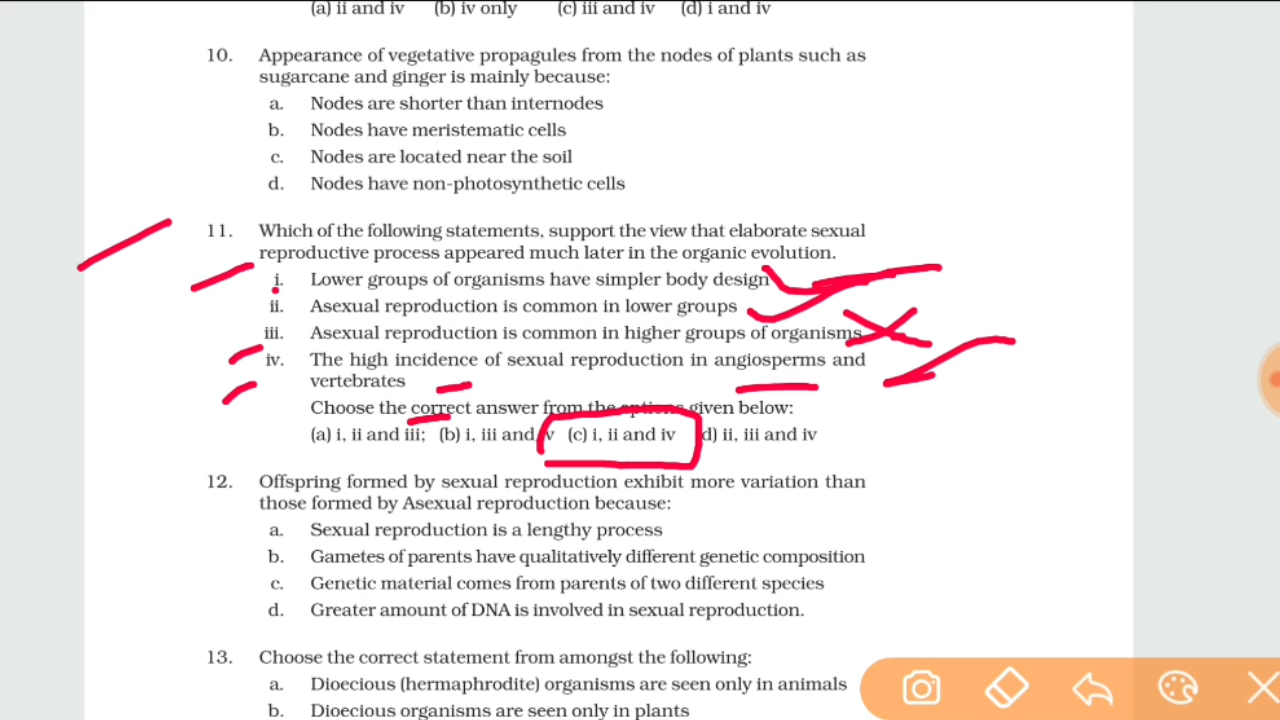 (a) ii and iv (b) iv only (c) iii and iv (d) i and iv
10. Appearance of vegetative propagules from the nodes of plants such as
sugarcane and ginger is mainly because:
a. Nodes are shorter than internodes
b. Nodes have meristematic cells
c. Nodes are located near the soil
d. Nodes have non-photosynthetic cells
11. Which of the following statements, support the view that elaborate sexual
reproductive process appeared much later in the organic evolution.
i. Lower groups of organisms have simpler body design
ii. Asexual reproduction is common in lower groups
iii. Asexual reproduction is common in higher groups of organisms
iv. The high incidence of sexual reproduction in angiosperms and
vertebrates
Choose the correct answer from the options given below:
(a) i, ii and iii; (b) i, iii and iv (c) i, ii and iv (d) ii, iii and iv
12. Offspring formed by sexual reproduction exhibit more variation than
those formed by Asexual reproduction because:
a. Sexual reproduction is a lengthy process
b. Gametes of parents have qualitatively different genetic composition
c. Genetic material comes from parents of two different species
d. Greater amount of DNA is involved in sexual reproduction.
13. Choose the correct statement from amongst the following:
a. Dioecious (hermaphrodite) organisms are seen only in animals
b. Dioecious organisms are seen only in plants